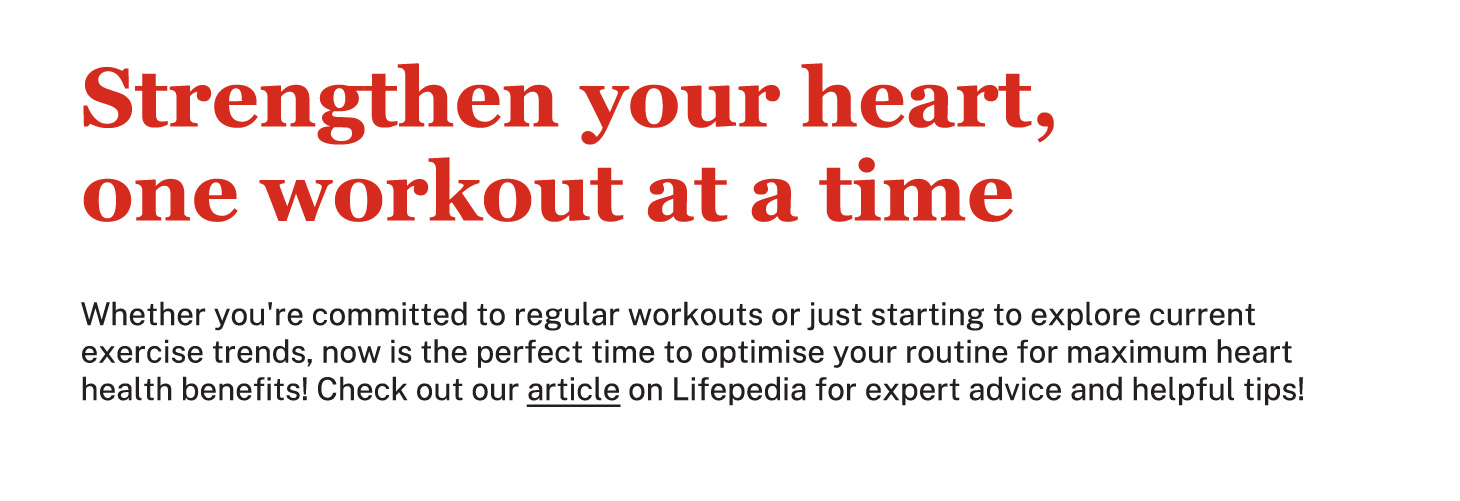 Strengthen your heart,
one workout at a time
Whether you're committed to regular workouts or just starting to explore current
exercise trends, now is the perfect time to optimise your routine for maximum heart
health benefits! Check out our article on Lifepedia for expert advice and helpful tips!